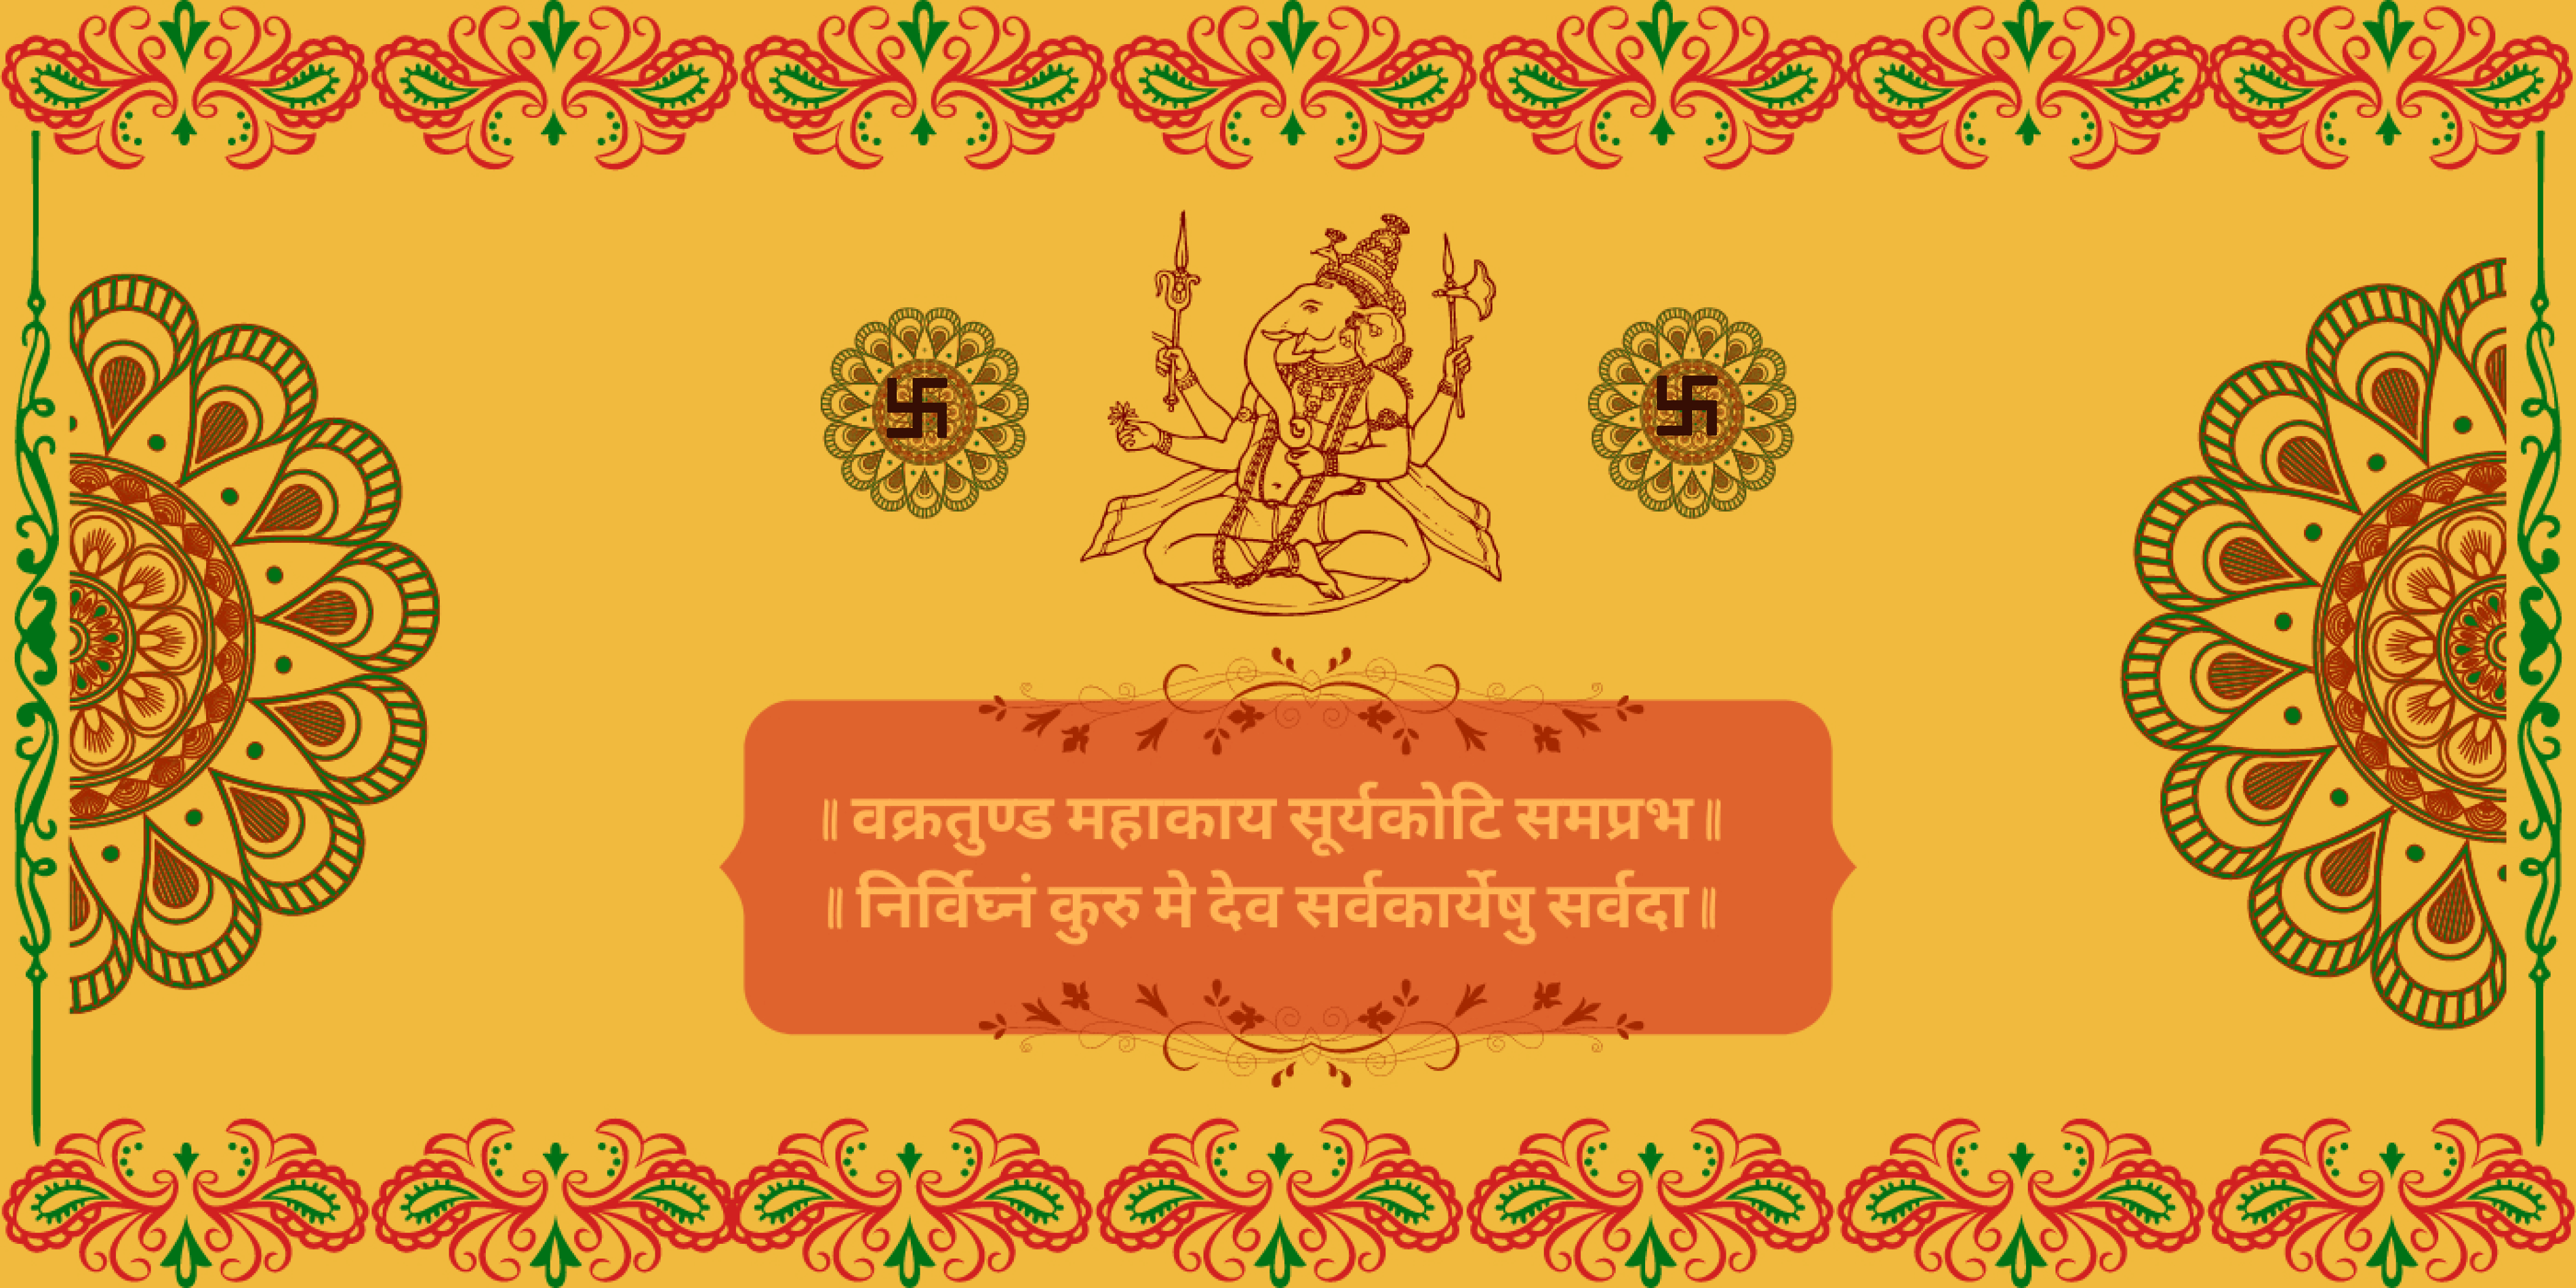 ॥ वक्रतुण्ड महाकाय सूर्यकोटि समप्रभ॥
॥ निर्विघ्नं कुरु मे देव सर्वकार्येषु सर्वदा॥